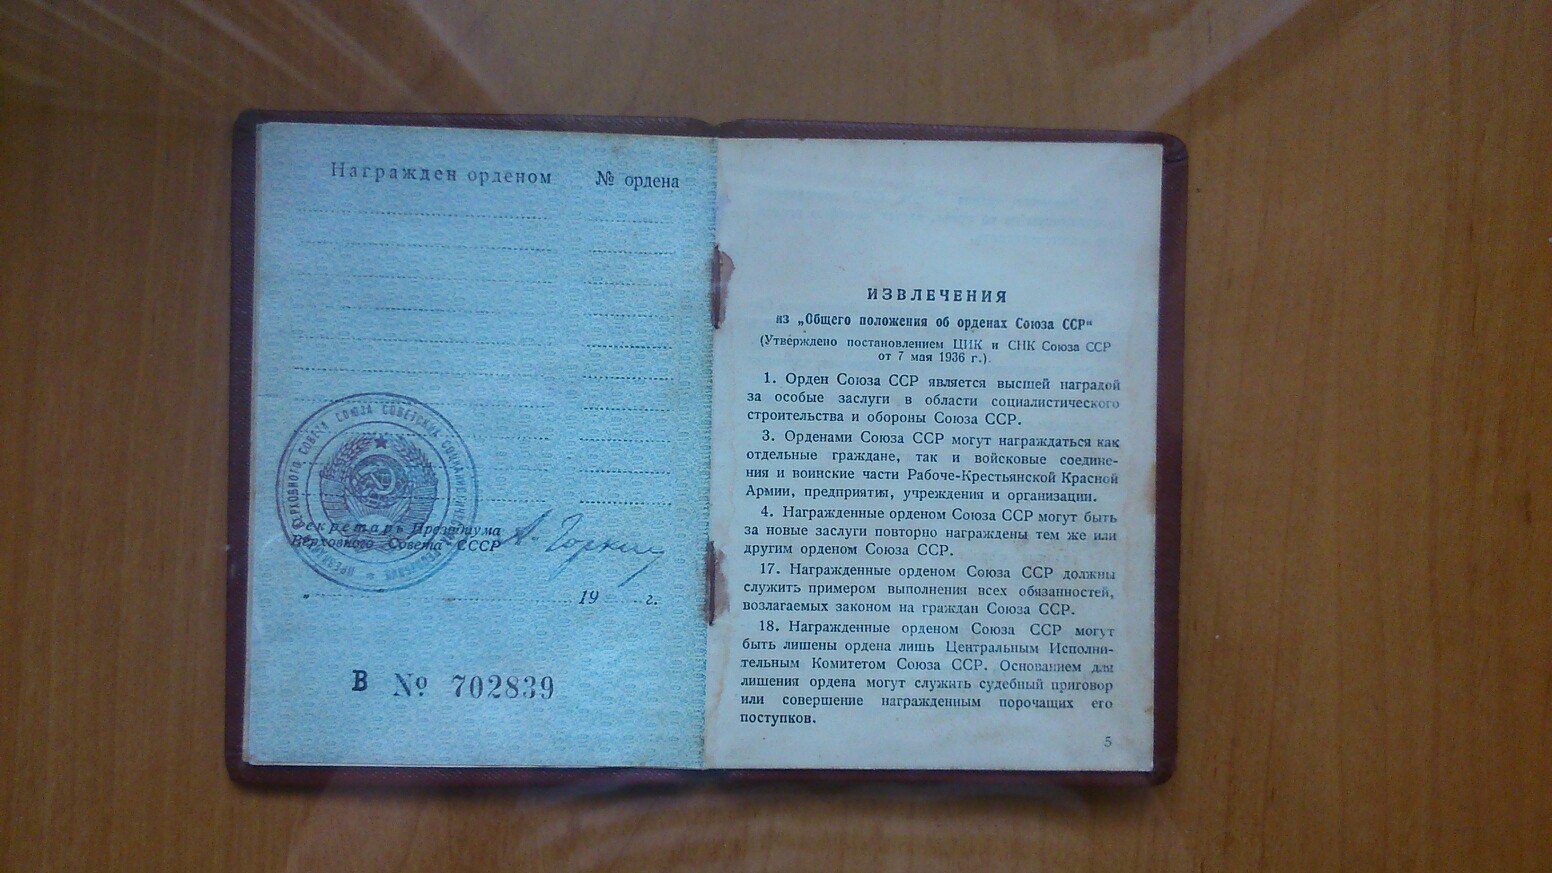 Награжден орденом № ордена
СОВЕТА СОЮЗА СОВЕТСКИХ
Секретарь Президиума
Верховного Совета СССР А. Горкин
" 19 г.
В № 702839
ИЗВЛЕЧЕНИЯ
из „Общего положения об орденах Союза ССР“
(Утверждено постановлением ЦИК и СНК Союза ССР
от 7 мая 1936 г.).
1. Орден Союза ССР является высшей наградой
за особые заслуги в области социалистического
строительства и обороны Союза ССР.
3. Орденами Союза ССР могут награждаться как
отдельные граждане, так и войсковые соедине-
ния и воинские части Рабоче-Крестьянской Красной
Армии, предприятия, учреждения и организации.
4. Награжденные орденом Союза ССР могут быть
за новые заслуги повторно награждены тем же или
другим орденом Союза ССР.
17. Награжденные орденом Союза ССР должны
служить примером выполнения всех обязанностей,
возлагаемых законом на граждан Союза ССР.
18. Награжденные орденом Союза ССР могут
быть лишены ордена лишь Центральным Исполни-
тельным Комитетом Союза ССР. Основанием для
лишения ордена могут служить судебный приговор
или совершение награжденным порочащих его
поступков.
5